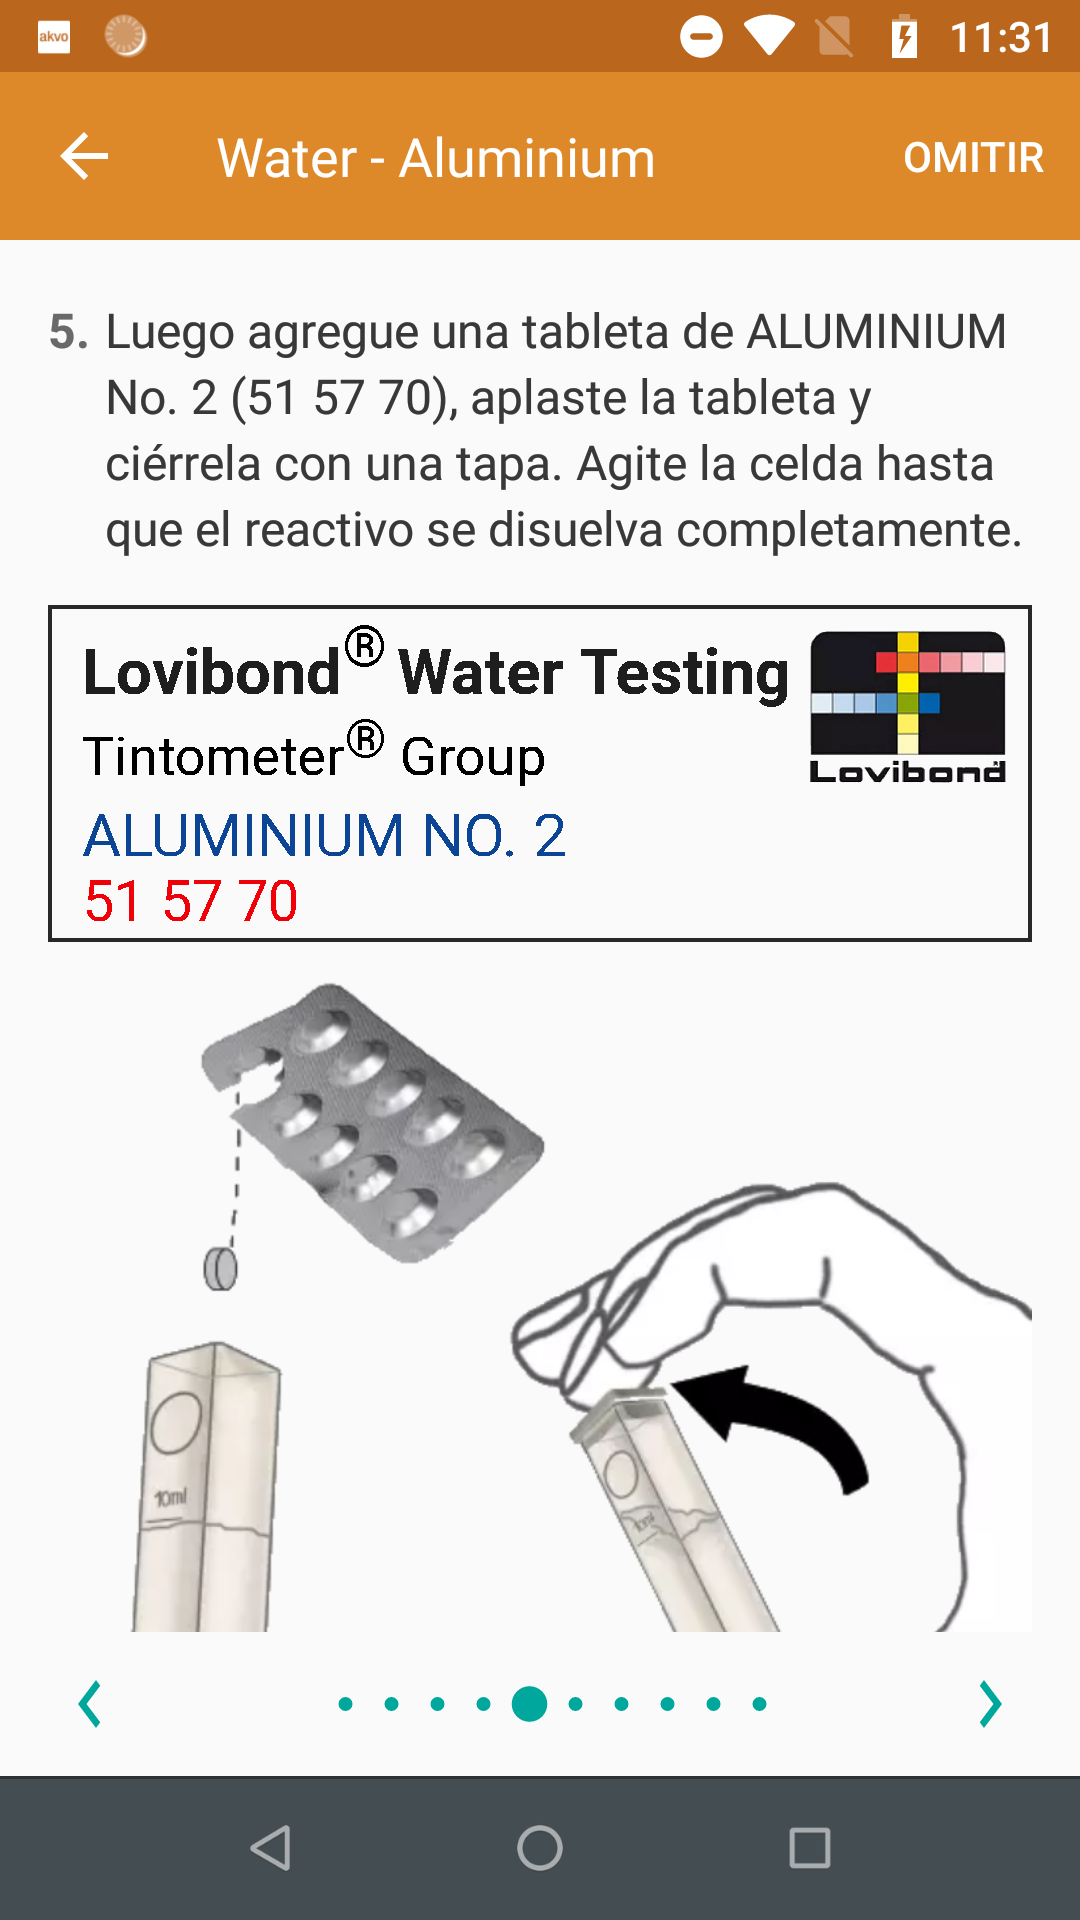 akvo
11:31
Water - Aluminium
OMITIR
5. Luego agregue una tableta de ALUMINIUM
No. 2 (51 57 70), aplaste la tableta y
ciérrela con una tapa. Agite la celda hasta
que el reactivo se disuelva completamente.
Lovibond® Water Testing
Tintometer® Group
Lovibond
ALUMINIUM NO. 2
51 57 70
10ml
10ml